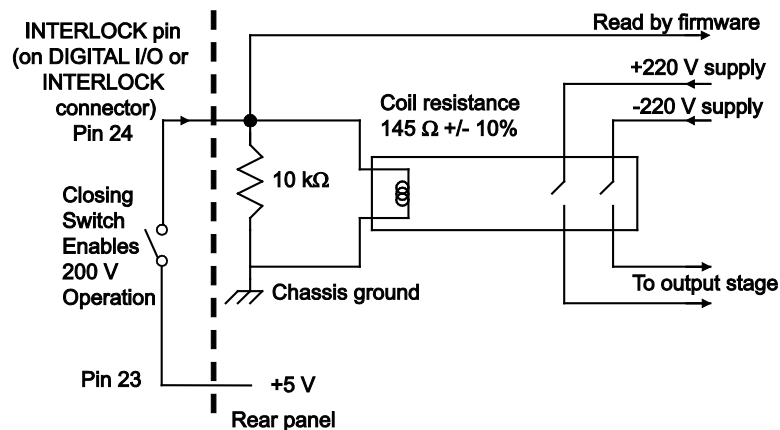 INTERLOCK pin
(on DIGITAL I/O or
INTERLOCK
connector)
Pin 24
Read by firmware
+220 V supply
-220 V supply
Coil resistance
145 Ω +/- 10%
10 kΩ
Closing
Switch
Enables
200 V
Operation
Chassis ground
To output stage
Pin 23
+5 V
Rear panel